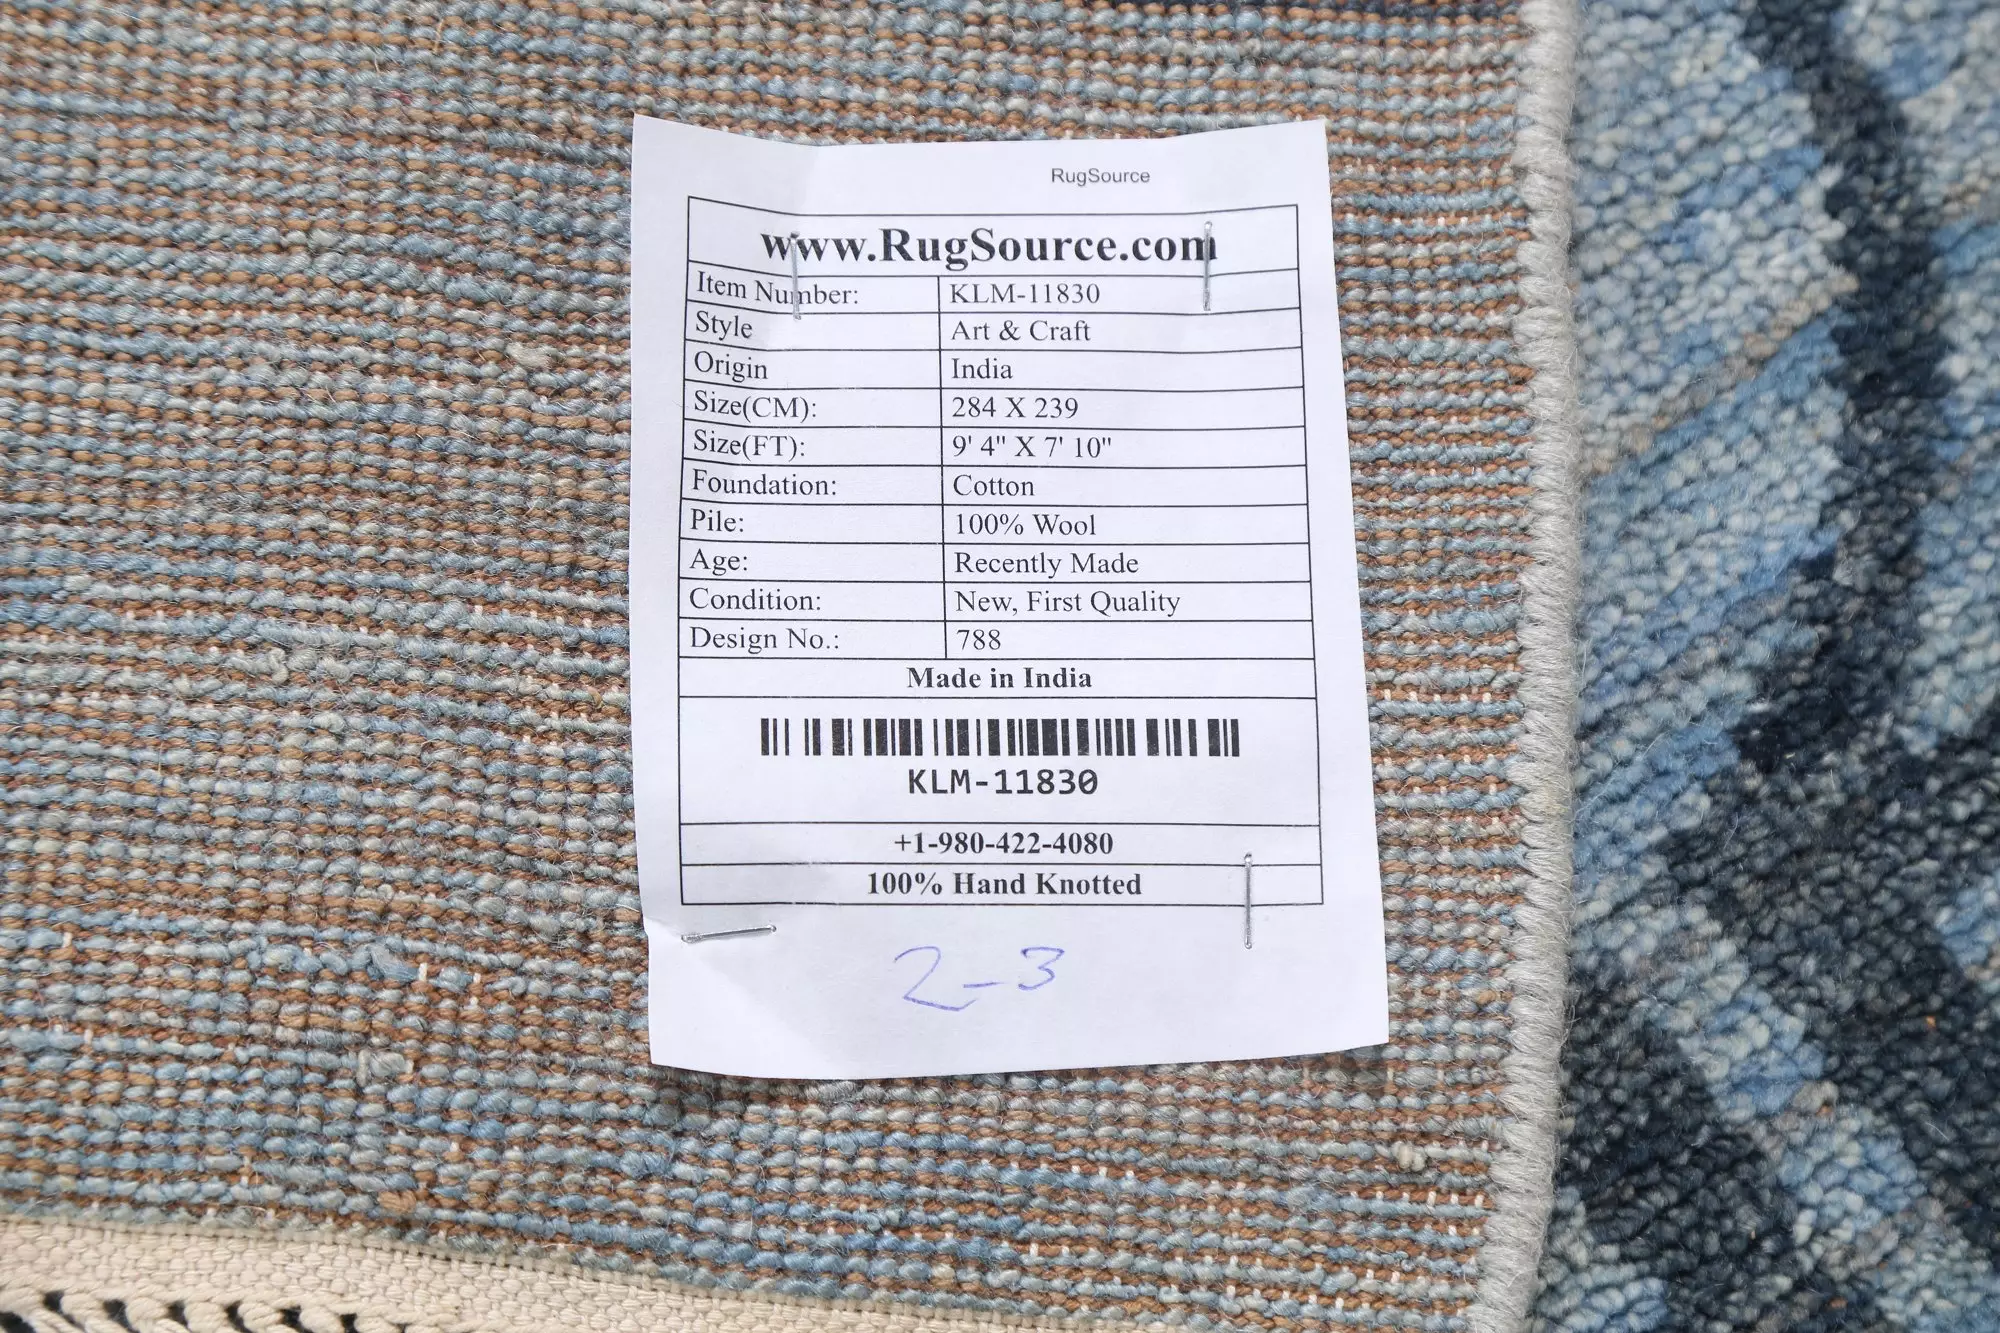 RugSource
www.RugSource.com
Item Number: KLM-11830
Style Art & Craft
Origin India
Size(CM): 284 X 239
Size(FT): 9' 4" X 7' 10"
Foundation: Cotton
Pile: 100% Wool
Age: Recently Made
Condition: New, First Quality
Design No.: 788
Made in India
KLM-11830
+1-980-422-4080
100% Hand Knotted
2-3